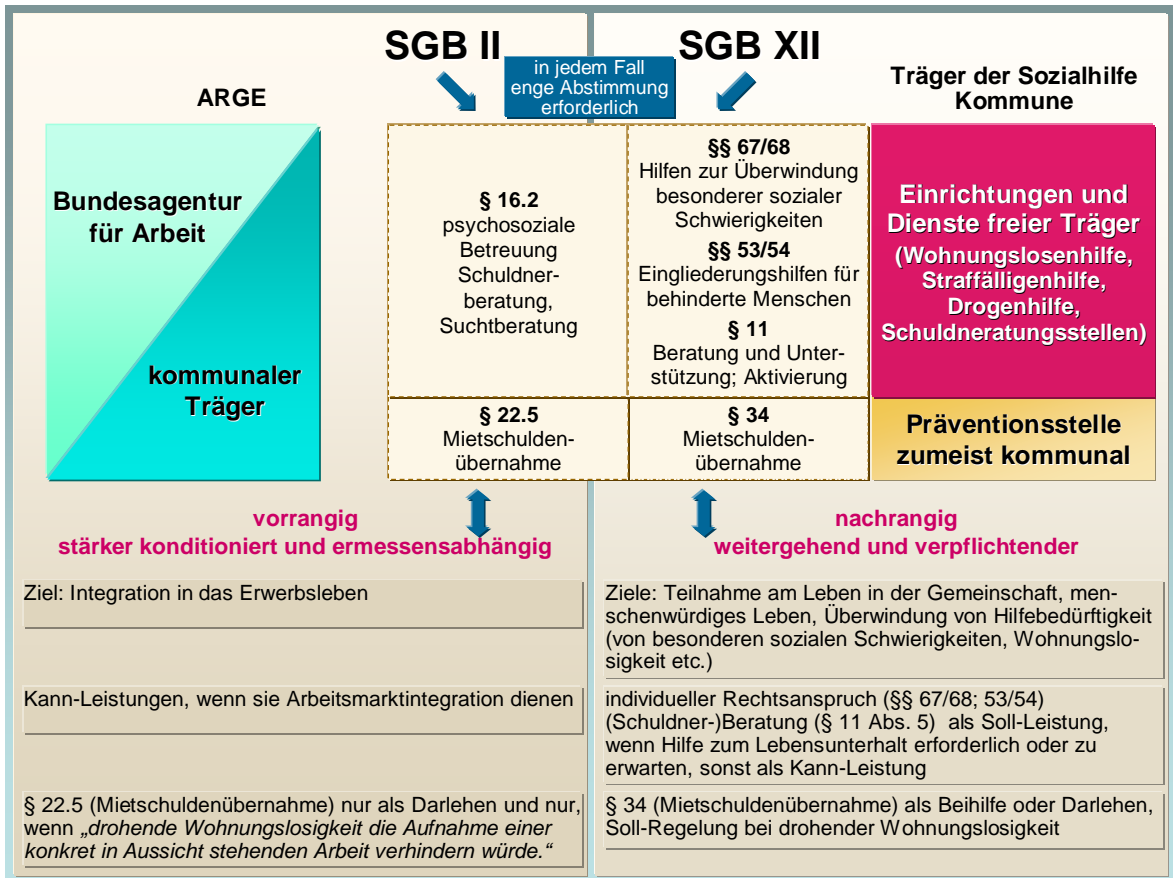 SGB II
SGB XII
in jedem Fall
enge Abstimmung
erforderlich
ARGE
Träger der Sozialhilfe
Kommune
Bundesagentur
für Arbeit
kommunaler
Träger
§ 16.2
psychosoziale
Betreuung
Schuldner-
beratung,
Suchtberatung
§§ 67/68
Hilfen zur Überwindung
besonderer sozialer
Schwierigkeiten
§§ 53/54
Eingliederungshilfen für
behinderte Menschen
§ 11
Beratung und Unter-
stützung; Aktivierung
Einrichtungen und
Dienste freier Träger
(Wohnungslosenhilfe,
Straffälligenhilfe,
Drogenhilfe,
Schuldneratungsstellen)
§ 22.5
Mietschulden-
übernahme
§ 34
Mietschulden-
übernahme
Präventionsstelle
zumeist kommunal
vorrangig
stärker konditioniert und ermessensabhängig
nachrangig
weitergehend und verpflichtender
Ziel: Integration in das Erwerbsleben
Ziele: Teilnahme am Leben in der Gemeinschaft, men-
schenwürdiges Leben, Überwindung von Hilfebedürftigkeit
(von besonderen sozialen Schwierigkeiten, Wohnungslo-
sigkeit etc.)
Kann-Leistungen, wenn sie Arbeitsmarktintegration dienen
individueller Rechtsanspruch (§§ 67/68; 53/54)
(Schuldner-)Beratung (§ 11 Abs. 5) als Soll-Leistung,
wenn Hilfe zum Lebensunterhalt erforderlich oder zu
erwarten, sonst als Kann-Leistung
§ 22.5 (Mietschuldenübernahme) nur als Darlehen und nur,
wenn „drohende Wohnungslosigkeit die Aufnahme einer
konkret in Aussicht stehenden Arbeit verhindern würde.“
§ 34 (Mietschuldenübernahme) als Beihilfe oder Darlehen,
Soll-Regelung bei drohender Wohnungslosigkeit